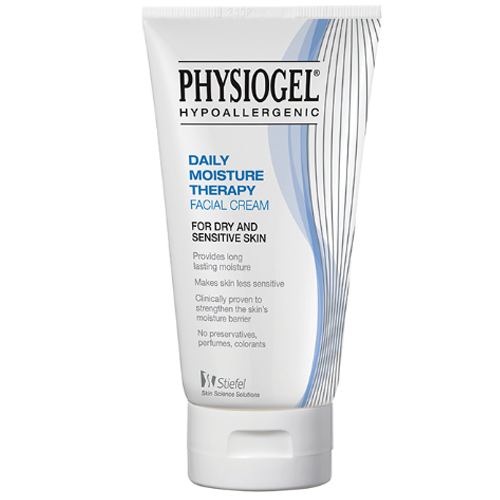 PHYSIOGEL®
HYPOALLERGENIC
DAILY
MOISTURE
THERAPY
FACIAL CREAM
FOR DRY AND
SENSITIVE SKIN
Provides long
lasting moisture
Makes skin less sensitive
Clinically proven to
strengthen the skin's
moisture barrier
No preservatives,
perfumes, colorants
Stiefel
Skin Science Solutions